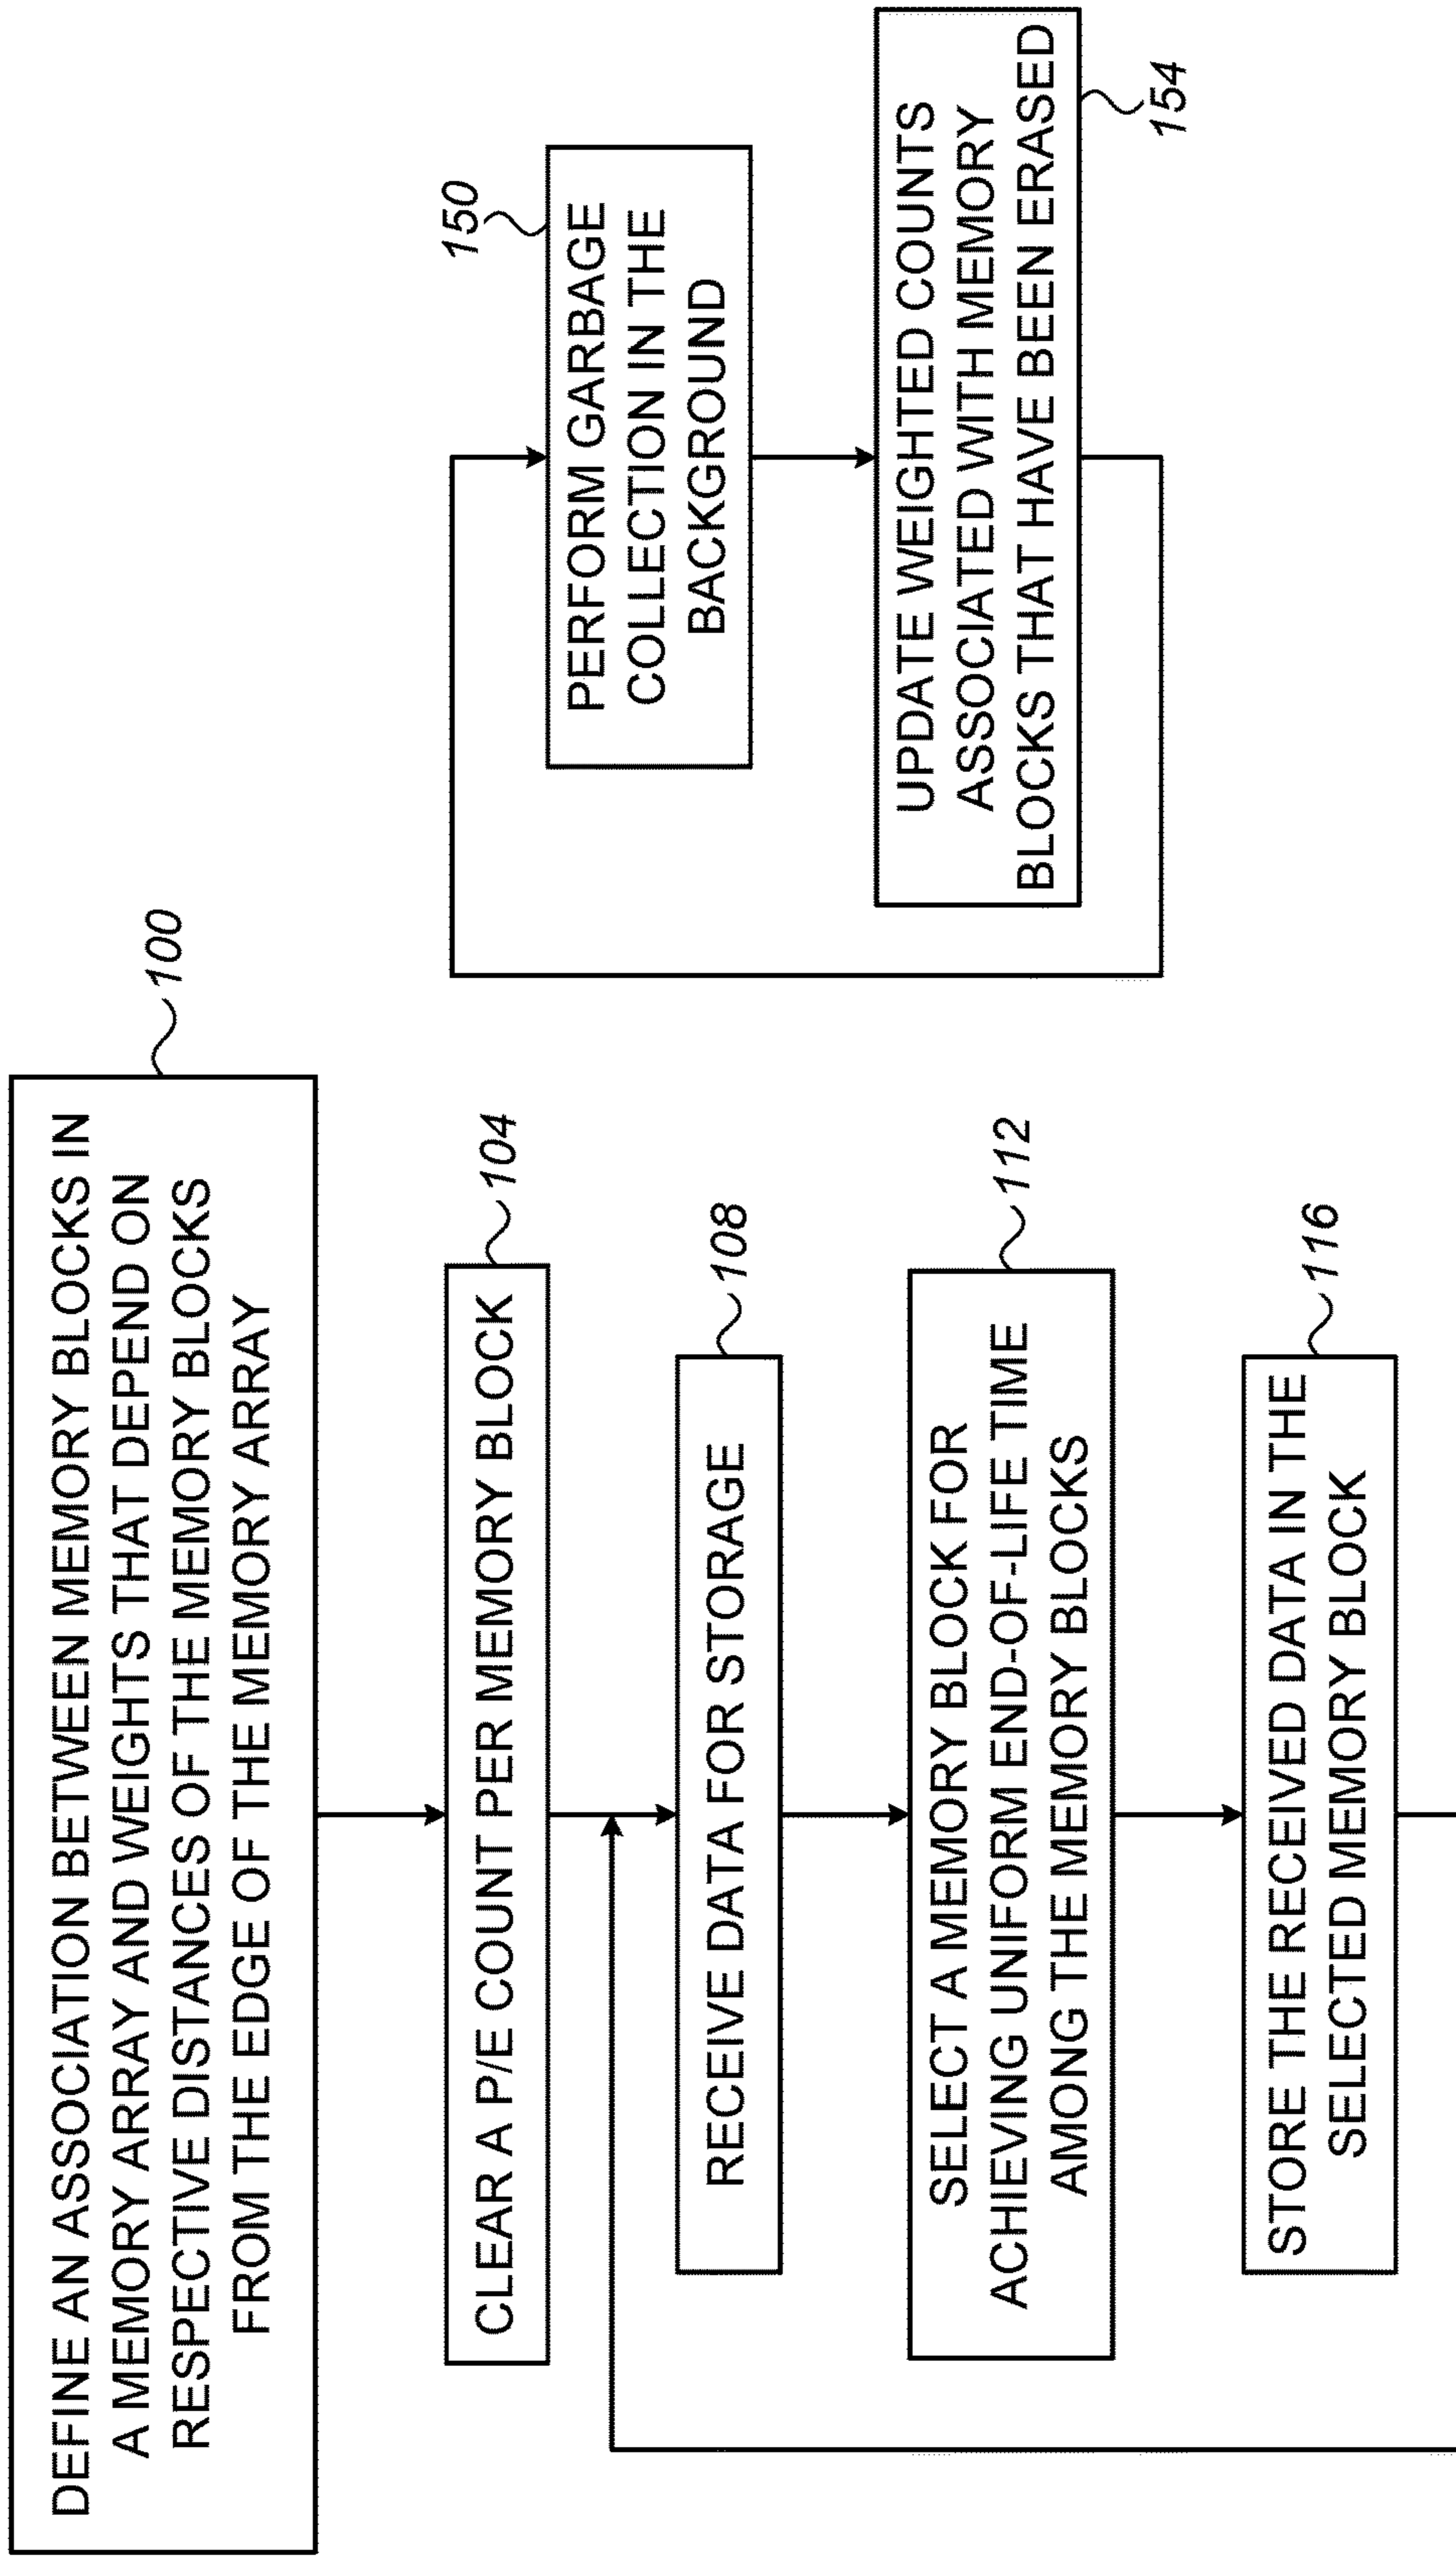 DEFINE AN ASSOCIATION BETWEEN MEMORY BLOCKS IN
A MEMORY ARRAY AND WEIGHTS THAT DEPEND ON
RESPECTIVE DISTANCES OF THE MEMORY BLOCKS
FROM THE EDGE OF THE MEMORY ARRAY
100
CLEAR A P/E COUNT PER MEMORY BLOCK
104
RECEIVE DATA FOR STORAGE
108
SELECT A MEMORY BLOCK FOR
ACHIEVING UNIFORM END-OF-LIFE TIME
AMONG THE MEMORY BLOCKS
112
STORE THE RECEIVED DATA IN THE
SELECTED MEMORY BLOCK
116
150
PERFORM GARBAGE
COLLECTION IN THE
BACKGROUND
UPDATE WEIGHTED COUNTS
ASSOCIATED WITH MEMORY
BLOCKS THAT HAVE BEEN ERASED
154